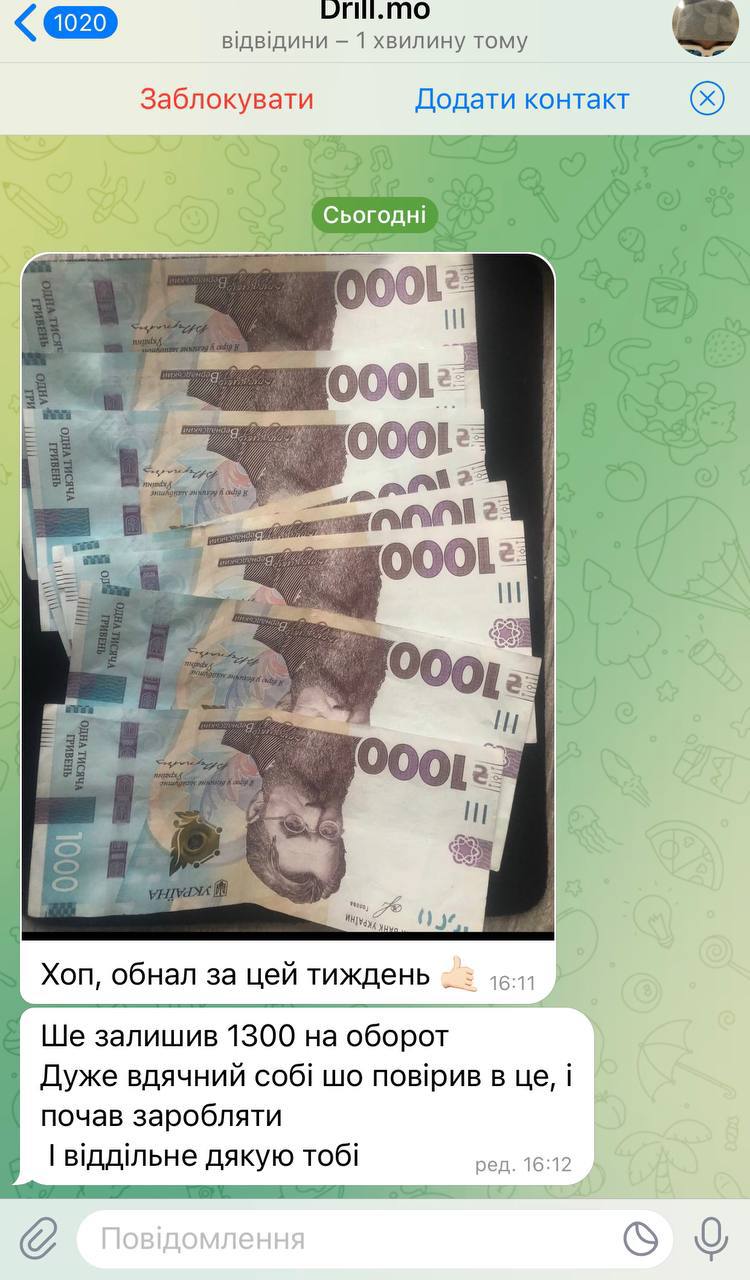 1020
Drill.mo
відвідини – 1 хвилину тому
Заблокувати
Додати контакт
Сьогодні
1000
ОДНА ТИСЯЧА
1000
ОДНА
1000
ОДНА ТИСЯЧА
ГРИВЕНЬ
1000
1000
ОДНА ТИСЯЧА
ГРИВЕНЬ
1000
ОДНА ТИСЯЧА
ГРИВЕНЬ
1000
1000
УКРАЇНА
Хоп, обнал за цей тиждень 👍🏻
16:11
Ше залишив 1300 на оборот
Дуже вдячний собі шо повірив в це, і
почав заробляти
І віддільне дякую тобі
ред. 16:12
Повідомлення